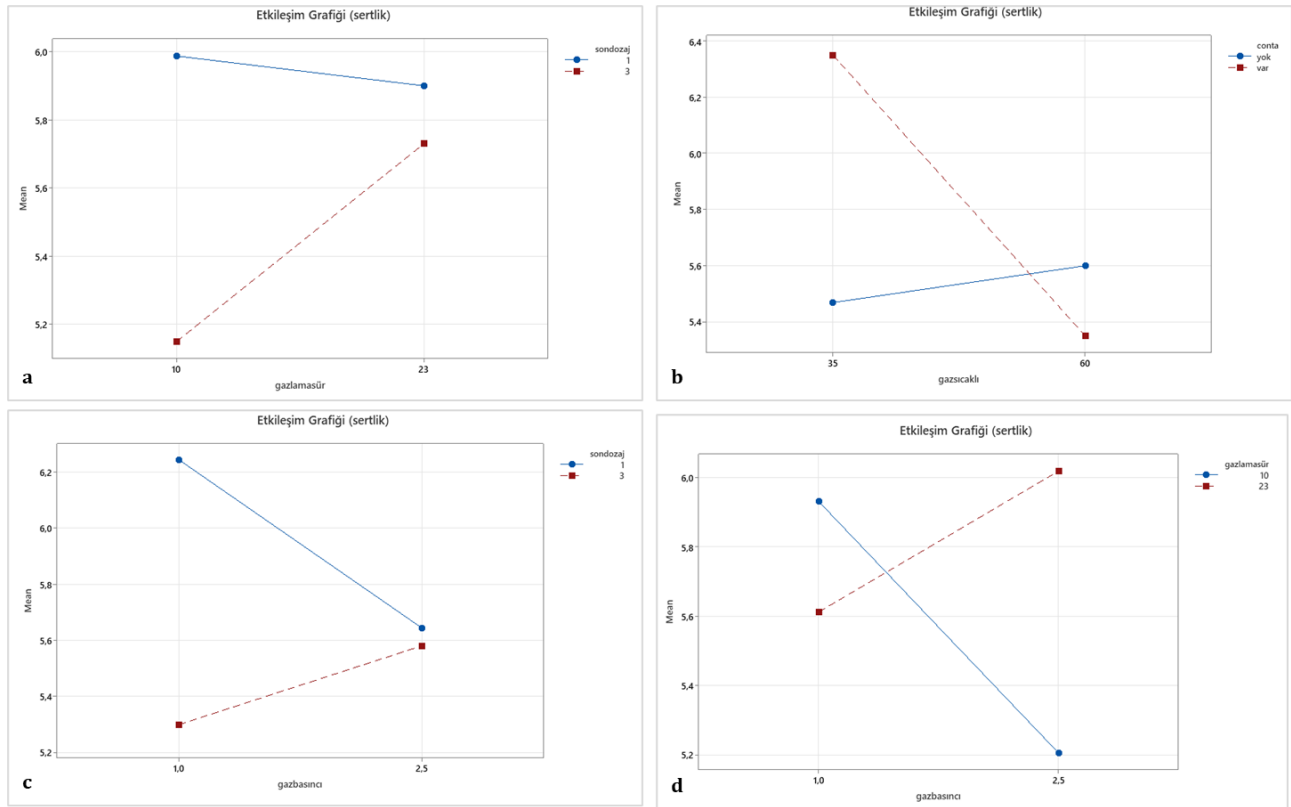 Etkileşim Grafiği (sertlik)
sondozaj
1
3
6,0
5,8
5,6
5,4
5,2
Mean
10
23
gazlamasür
a
Etkileşim Grafiği (sertlik)
conta
yok
var
6,4
6,2
6,0
5,8
5,6
5,4
Mean
35
60
gazsıcaklı
b
Etkileşim Grafiği (sertlik)
sondozaj
1
3
6,2
6,0
5,8
5,6
5,4
5,2
Mean
1,0
2,5
gazbasıncı
c
Etkileşim Grafiği (sertlik)
gazlamasür
10
23
6,0
5,8
5,6
5,4
5,2
Mean
1,0
2,5
gazbasıncı
d